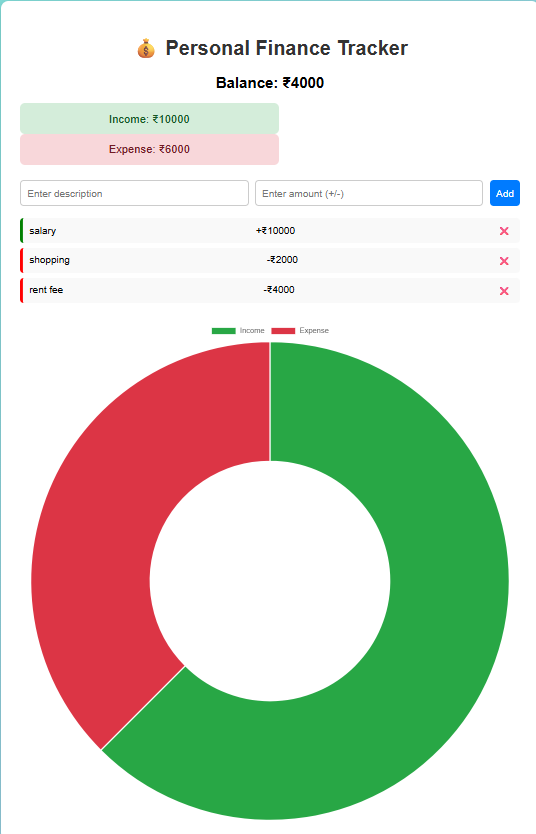 💰 Personal Finance Tracker
Balance: ₹4000
Income: ₹10000
Expense: ₹6000
Enter description Enter amount (+/-) Add
salary +₹10000 ❌
shopping -₹2000 ❌
rent fee -₹4000 ❌
Income Expense